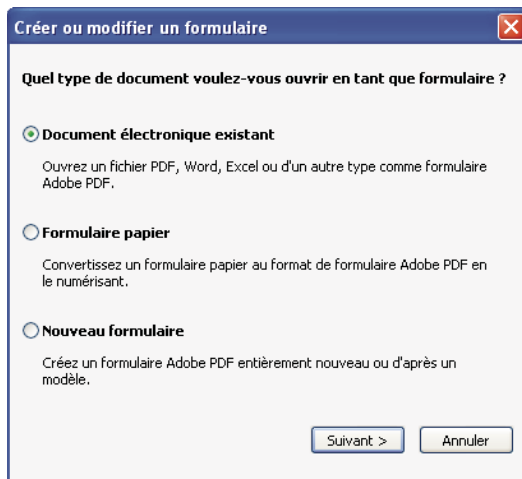 Créer ou modifier un formulaire
Quel type de document voulez-vous ouvrir en tant que formulaire ?
Document électronique existant
Ouvrez un fichier PDF, Word, Excel ou d'un autre type comme formulaire
Adobe PDF.
Formulaire papier
Convertissez un formulaire papier au format de formulaire Adobe PDF en
le numérisant.
Nouveau formulaire
Créez un formulaire Adobe PDF entièrement nouveau ou d'après un
modèle.
Suivant >
Annuler